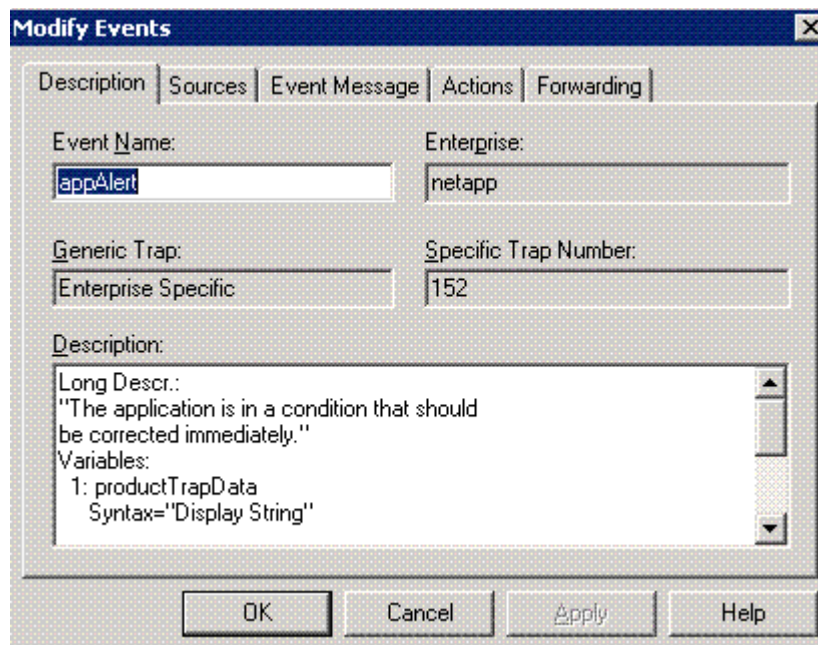 Modify Events
Description Sources Event Message Actions Forwarding
Event Name: Enterprise:
appAlert netapp
Generic Trap: Specific Trap Number:
Enterprise Specific 152
Description:
Long Descr.:
"The application is in a condition that should
be corrected immediately."
Variables:
1: productTrapData
Syntax="Display String"
OK Cancel Apply Help